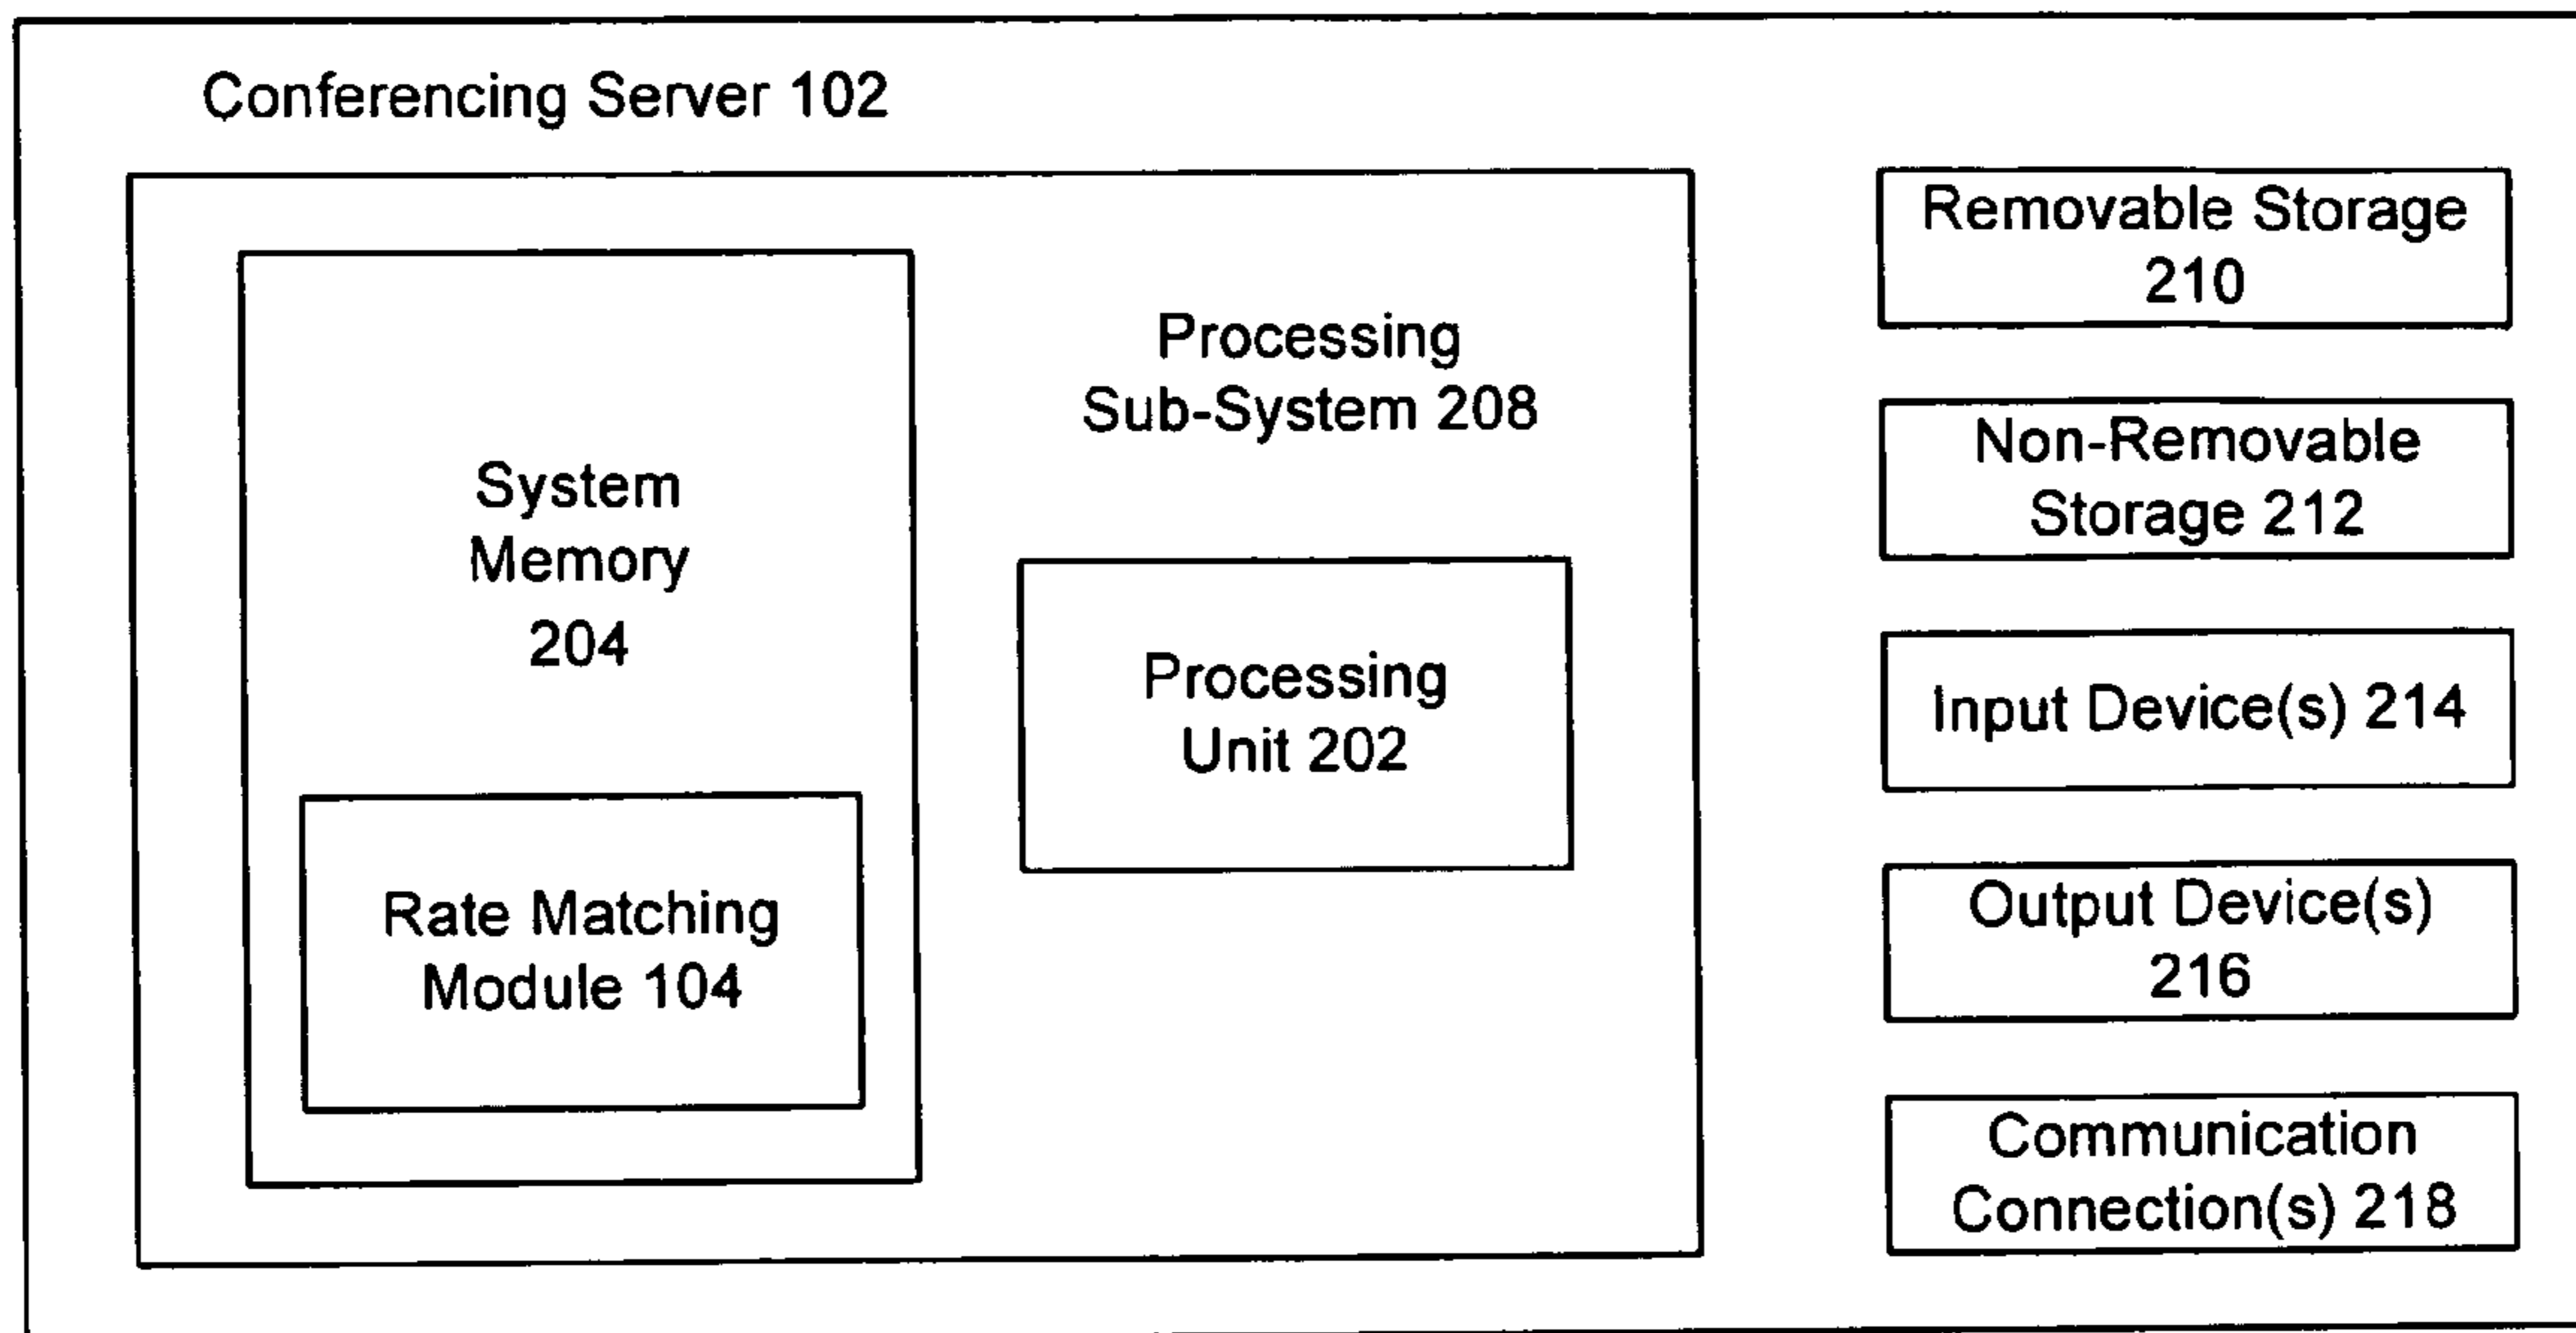 Conferencing Server 102
System
Memory
204
Rate Matching
Module 104
Processing
Sub-System 208
Processing
Unit 202
Removable Storage
210
Non-Removable
Storage 212
Input Device(s) 214
Output Device(s)
216
Communication
Connection(s) 218